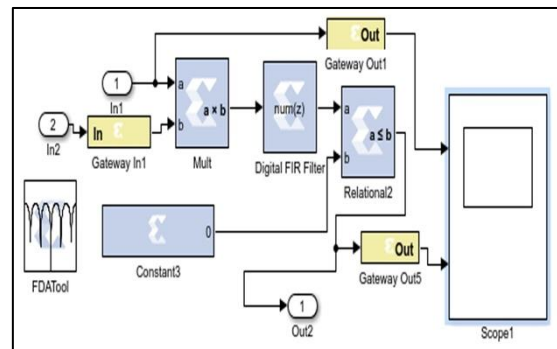 Out
Gateway Out1
1
In1
a
a × b
b
Mult
num(z)
Digital FIR Filter
a
a ≤ b
b
Relational2
2
In2
In
Gateway In1
FDATool
0
Constant3
Out
Gateway Out5
1
Out2
Scope1